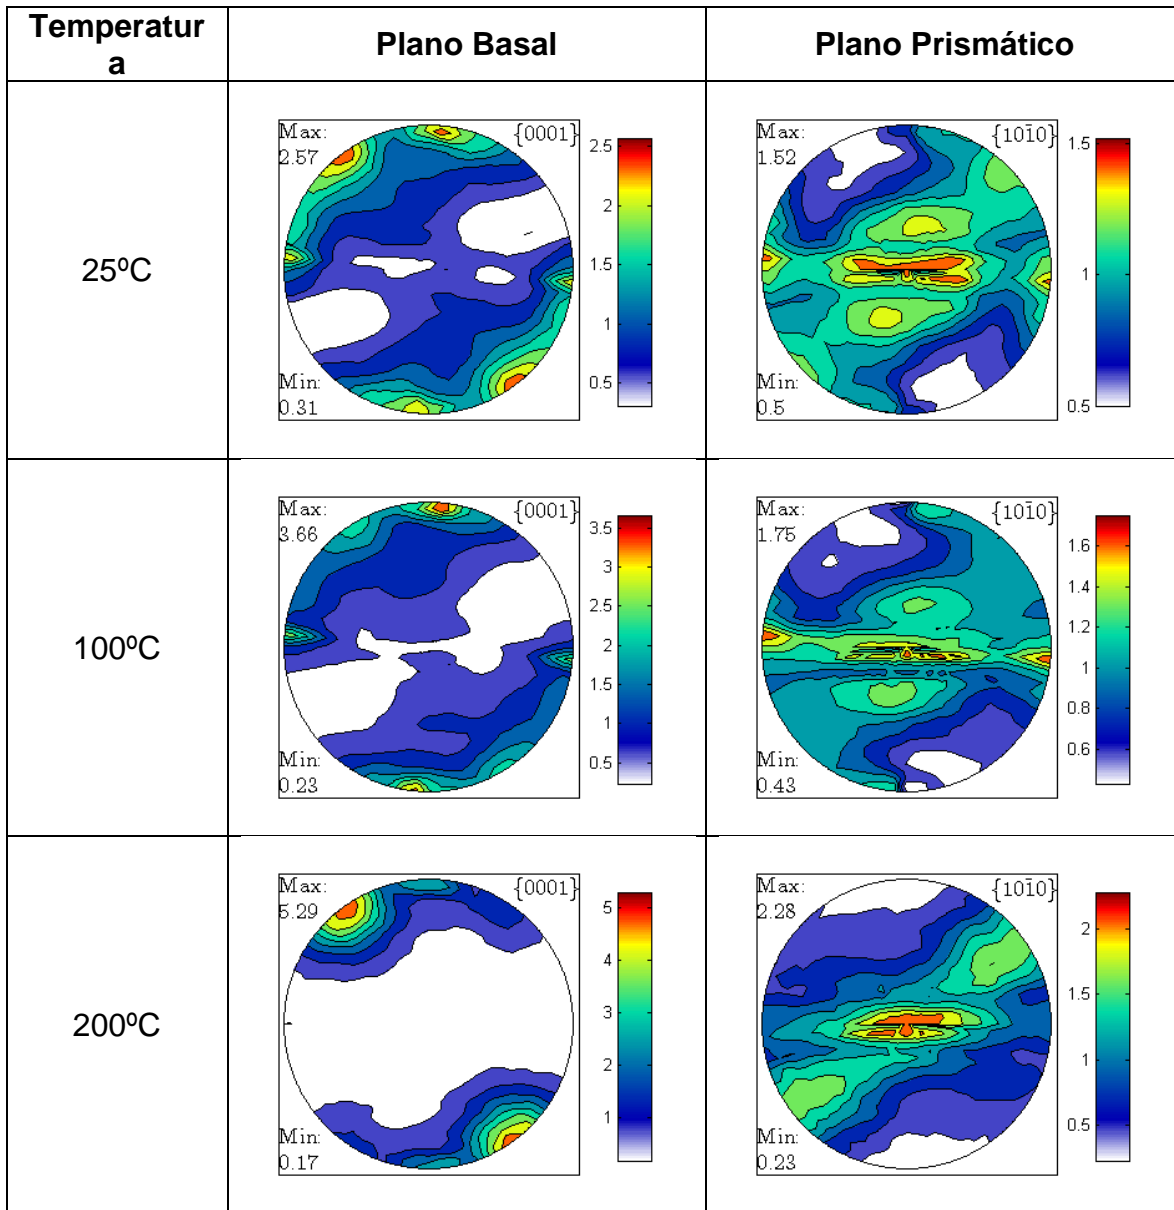 Temperatur
a
Plano Basal
Plano Prismático
25ºC
Max:
2.57
{0001}
2.5
2
1.5
1
0.5
Min:
0.31
Max:
1.52
{101̄0}
1.5
1
0.5
Min:
0.5
100ºC
Max:
3.66
{0001}
3.5
3
2.5
2
1.5
1
0.5
Min:
0.23
Max:
1.75
{101̄0}
1.6
1.4
1.2
1
0.8
0.6
Min:
0.43
200ºC
Max:
5.29
{0001}
5
4
3
2
1
Min:
0.17
Max:
2.28
{101̄0}
2
1.5
1
0.5
Min:
0.23